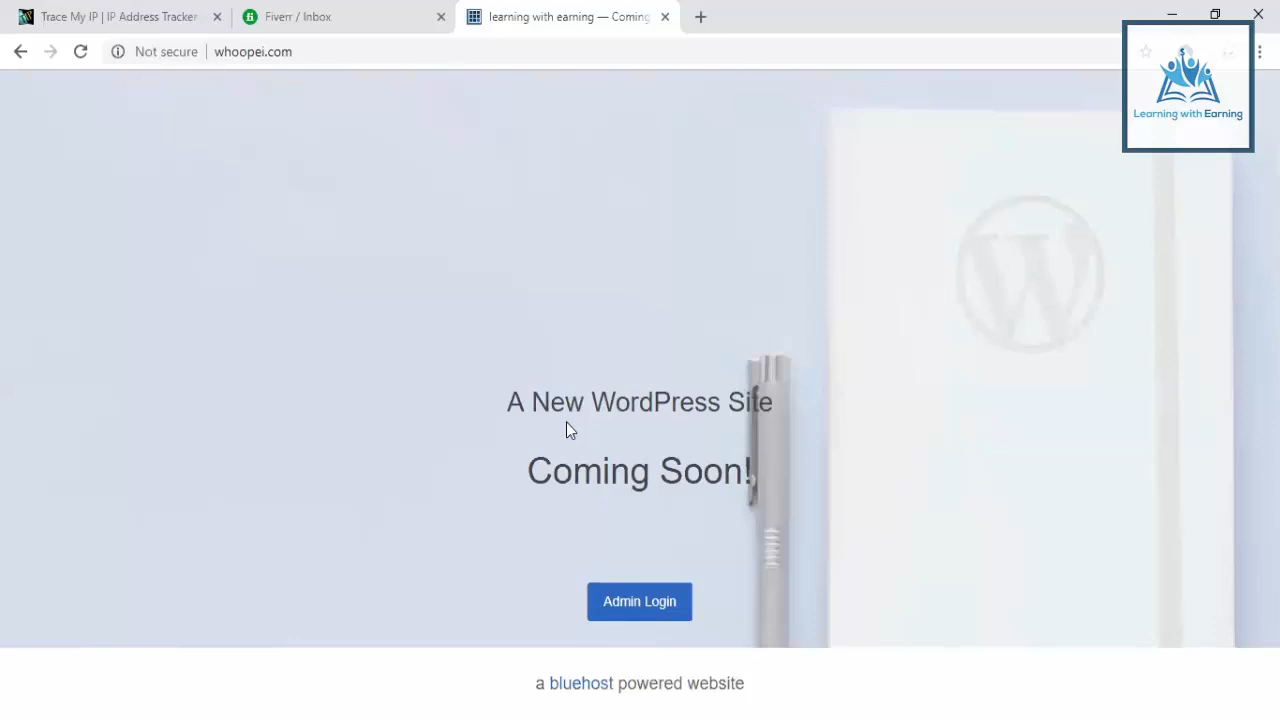 Trace My IP | IP Address Tracker
Fiverr / Inbox
learning with earning — Coming
Not secure
whoopei.com
Learning with Earning
A New WordPress Site
Coming Soon!
Admin Login
a bluehost powered website